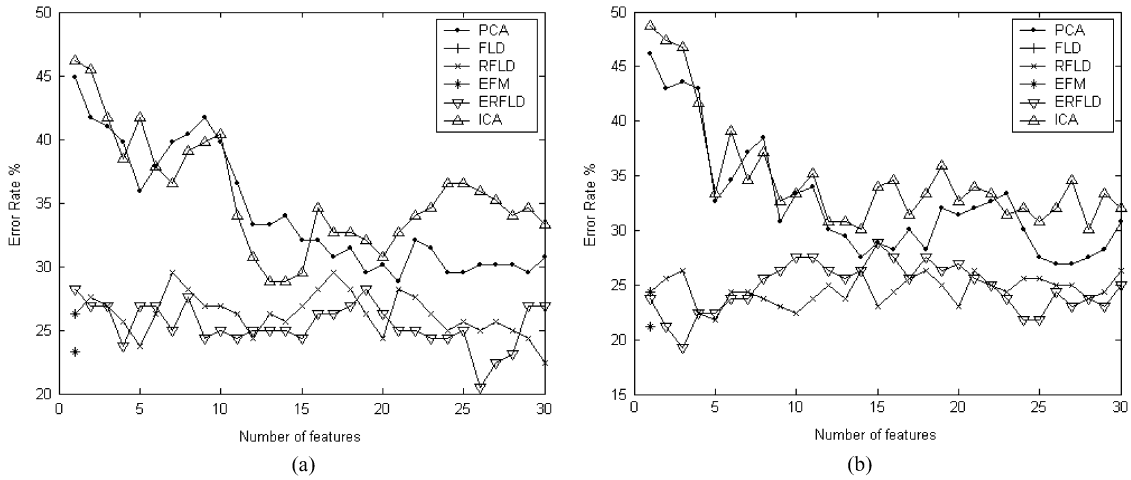 50
45
40
35
30
25
20
0
5
10
15
20
25
30
Error Rate %
Number of features
PCA
FLD
RFLD
EFM
ERFLD
ICA
(a)
50
45
40
35
30
25
20
15
0
5
10
15
20
25
30
Error Rate %
Number of features
PCA
FLD
RFLD
EFM
ERFLD
ICA
(b)